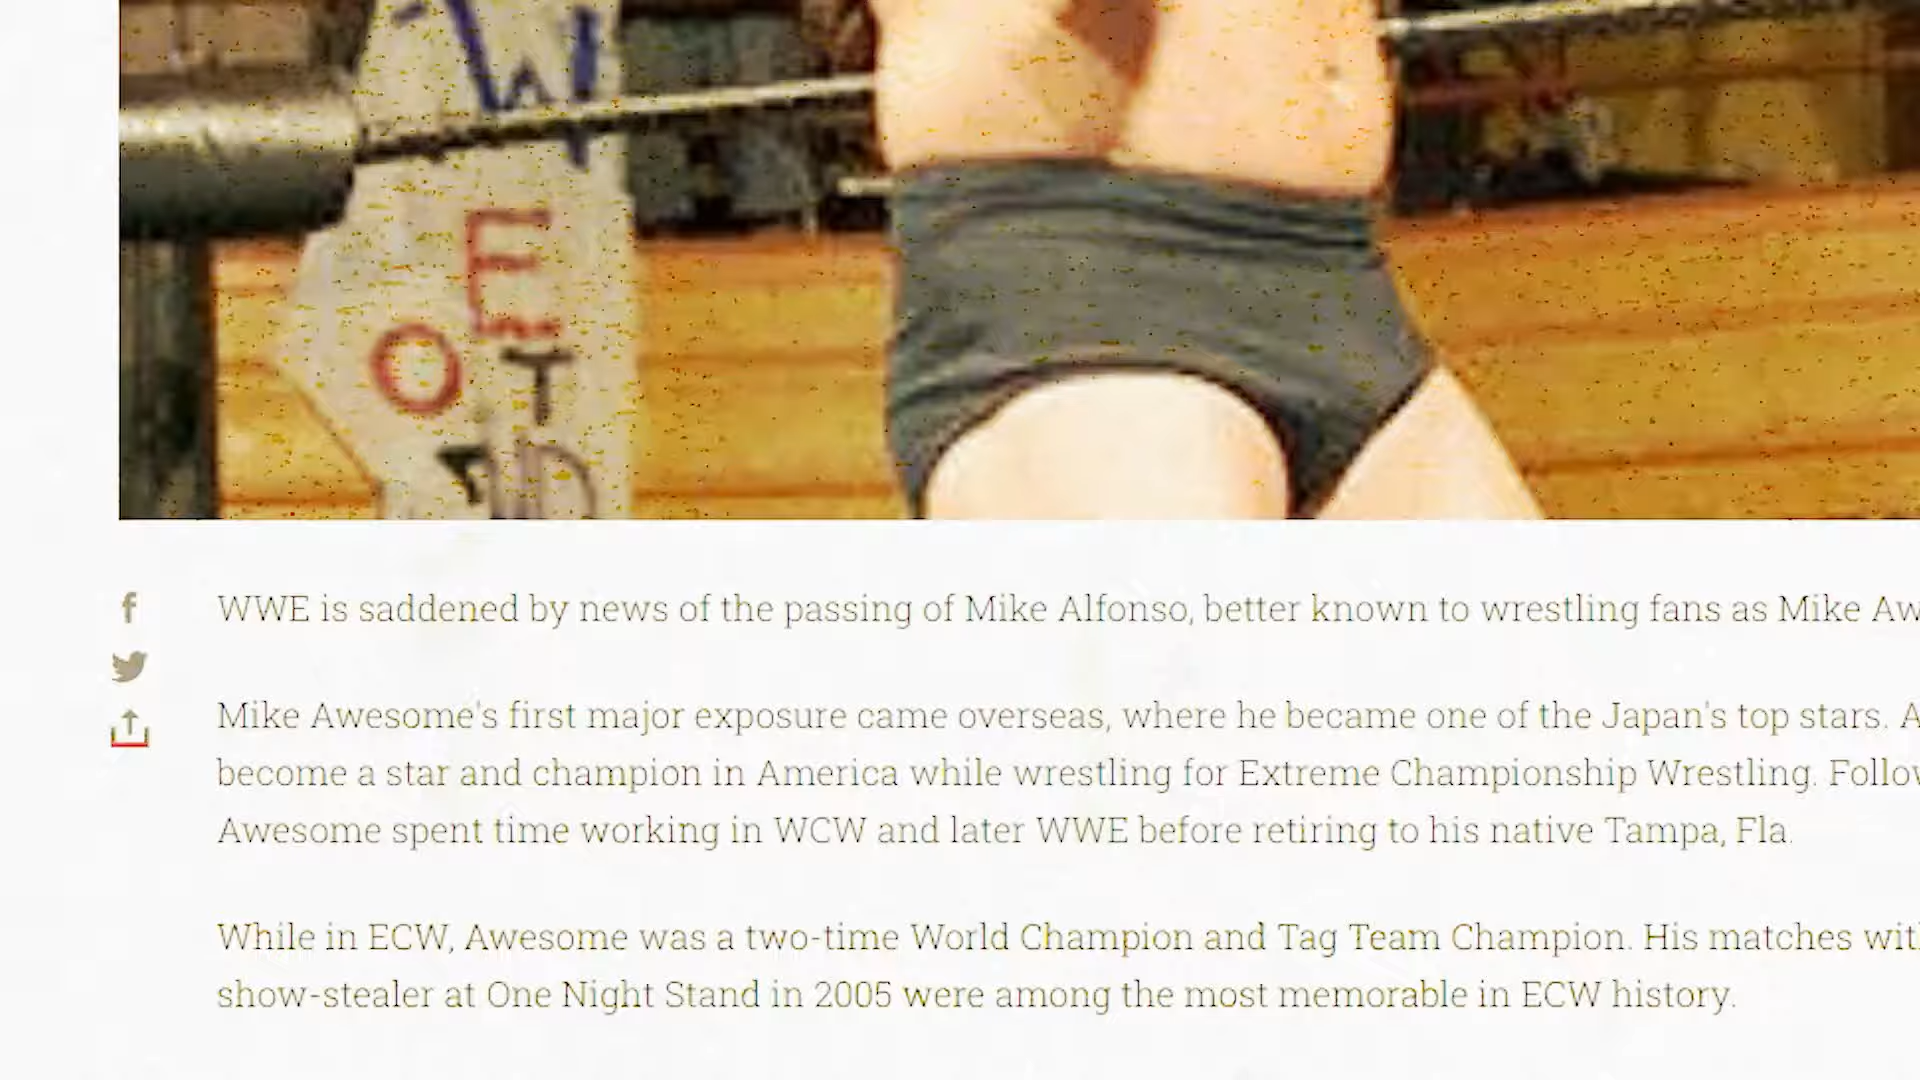 W
E
O T
WWE is saddened by news of the passing of Mike Alfonso, better known to wrestling fans as Mike Aw
Mike Awesome's first major exposure came overseas, where he became one of the Japan's top stars. A
become a star and champion in America while wrestling for Extreme Championship Wrestling. Follow
Awesome spent time working in WCW and later WWE before retiring to his native Tampa, Fla.
While in ECW, Awesome was a two-time World Champion and Tag Team Champion. His matches wit
show-stealer at One Night Stand in 2005 were among the most memorable in ECW history.